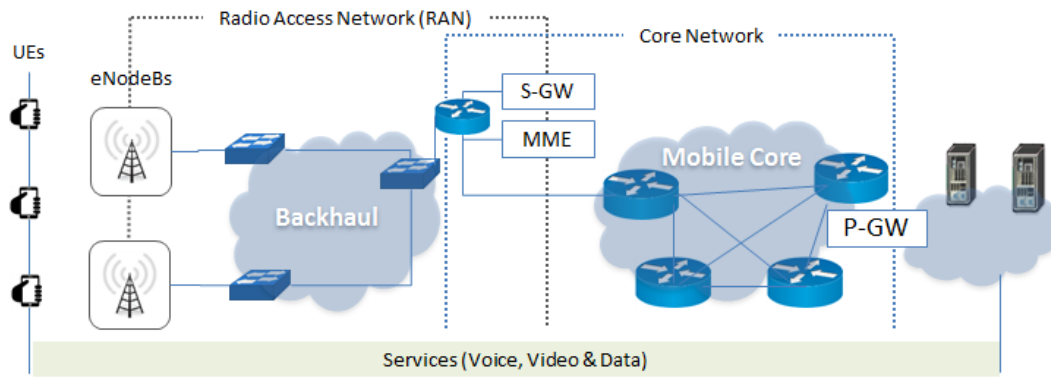 Radio Access Network (RAN)
Core Network
UEs
eNodeBs
S-GW
MME
Mobile Core
Backhaul
P-GW
Services (Voice, Video & Data)